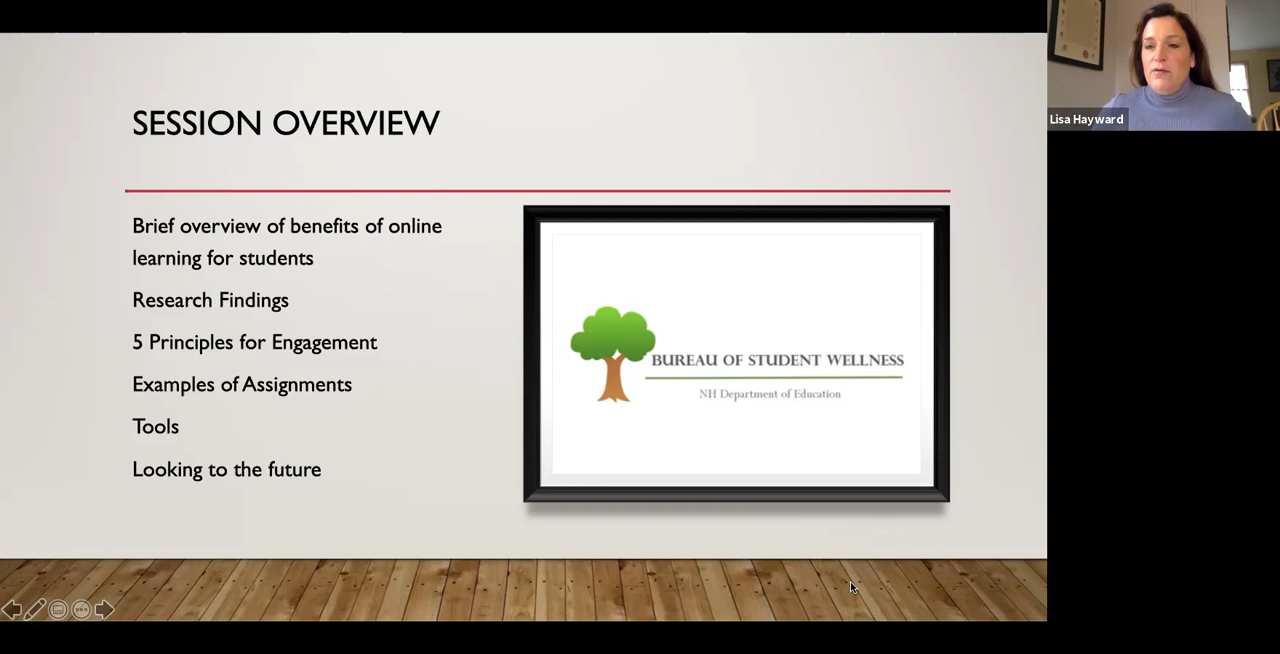 SESSION OVERVIEW
Brief overview of benefits of online
learning for students
Research Findings
5 Principles for Engagement
Examples of Assignments
Tools
Looking to the future
BUREAU OF STUDENT WELLNESS
NH Department of Education
Lisa Hayward